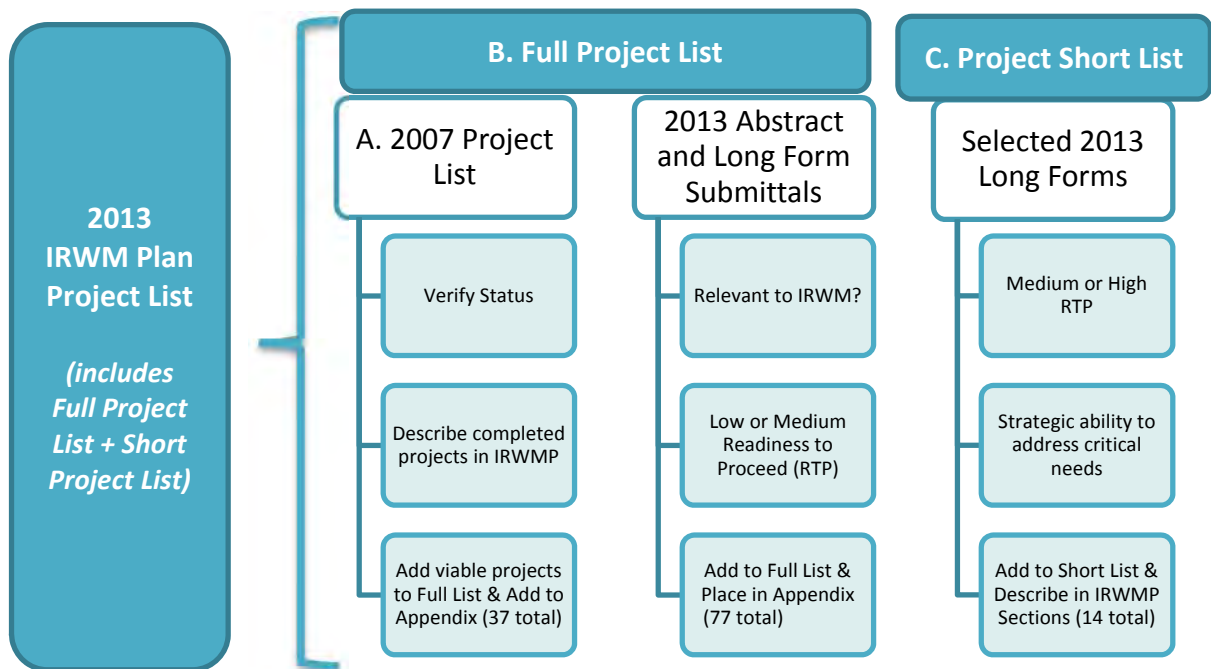 2013
IRWM Plan
Project List
(includes
Full Project
List + Short
Project List)
B. Full Project List
A. 2007 Project
List
Verify Status
Describe completed
projects in IRWMP
Add viable projects
to Full List & Add to
Appendix (37 total)
2013 Abstract
and Long Form
Submittals
Relevant to IRWM?
Low or Medium
Readiness to
Proceed (RTP)
Add to Full List &
Place in Appendix
(77 total)
C. Project Short List
Selected 2013
Long Forms
Medium or High
RTP
Strategic ability to
address critical
needs
Add to Short List &
Describe in IRWMP
Sections (14 total)